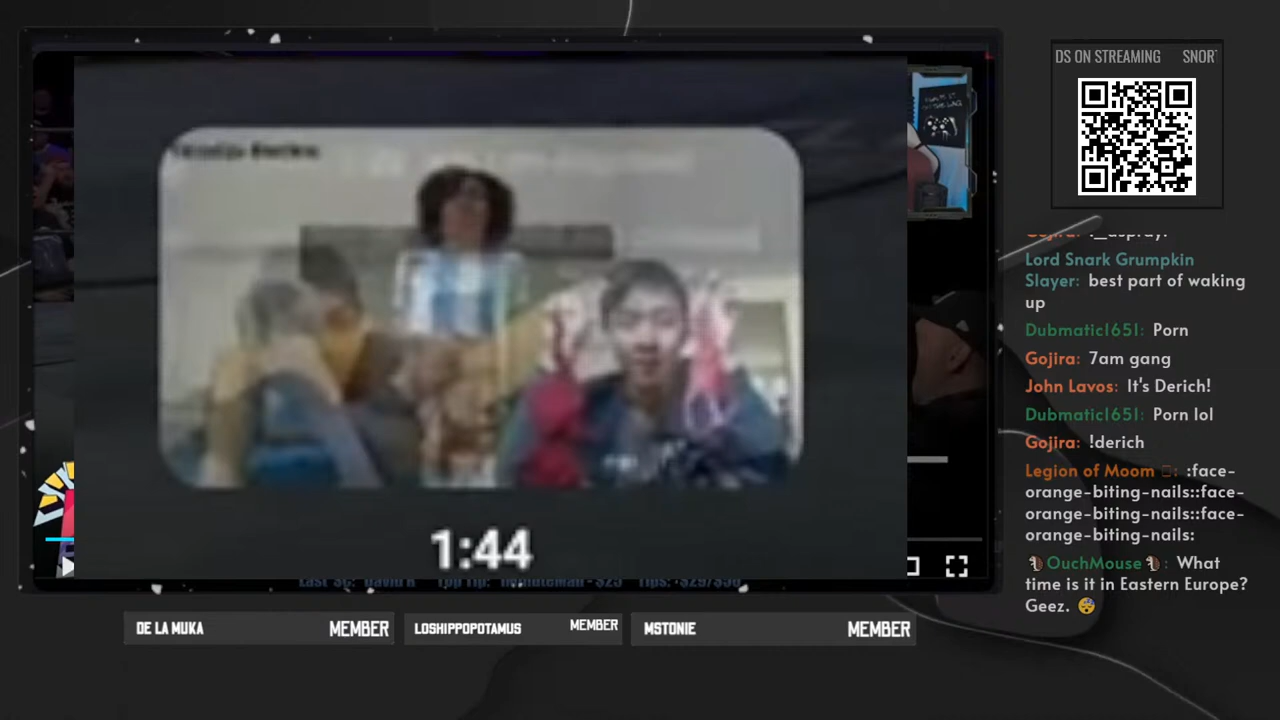 DS ON STREAMING SNOR
Lord Snark Grumpkin
Slayer: best part of waking
up
Dubmatic1651: Porn
Gojira: 7am gang
John Lavos: It's Derich!
Dubmatic1651: Porn lol
Gojira: !derich
Legion of Moom : :face-
orange-biting-nails::face-
orange-biting-nails::face-
orange-biting-nails:
OuchMouse : What
time is it in Eastern Europe?
Geez.
1:44
DE LA MUKA MEMBER
LOSHIPPOPOTAMUS MEMBER
MSTONIE MEMBER